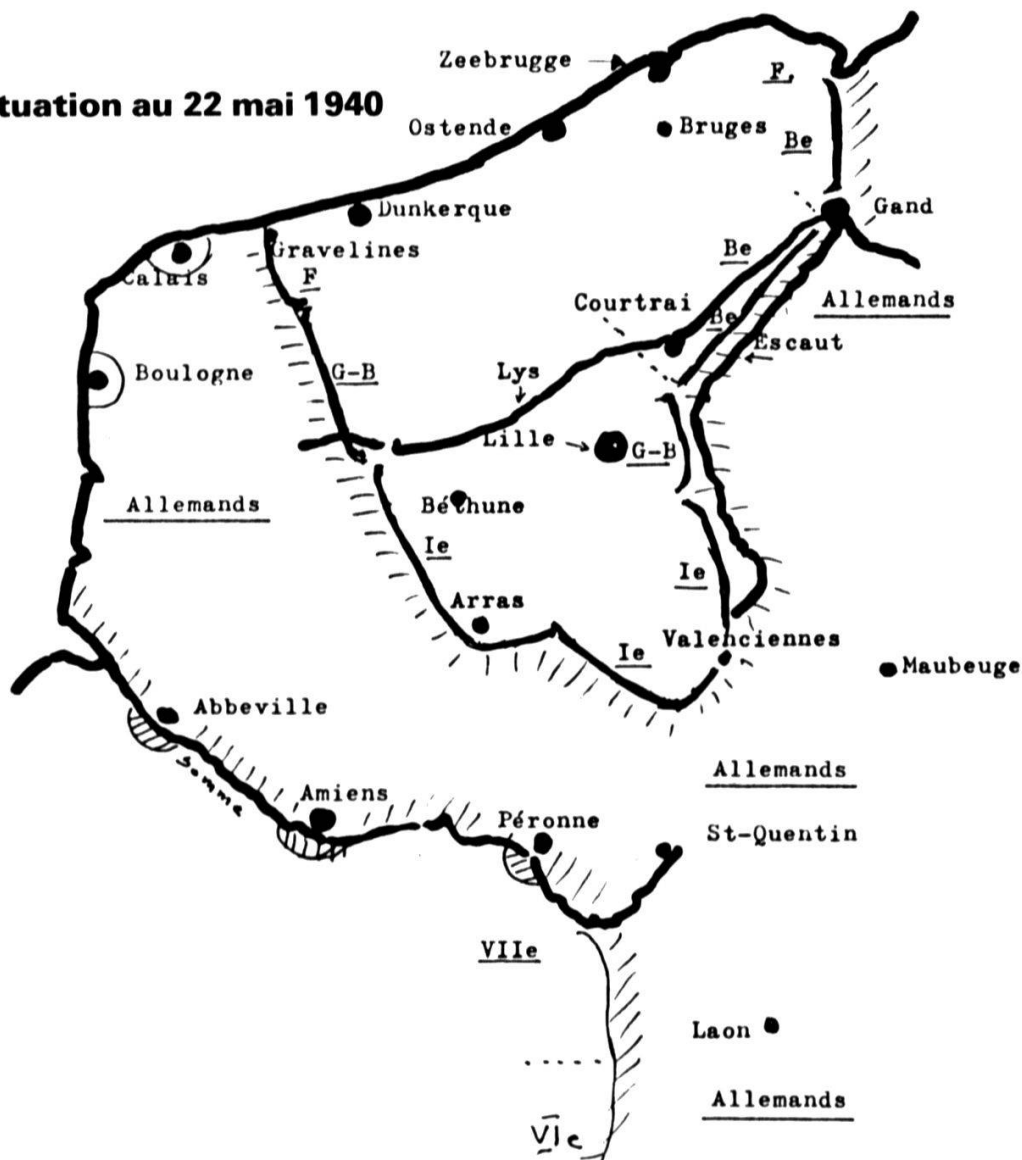 tuation au 22 mai 1940
Zeebrugge
F.
Ostende
Bruges
Be
Dunkerque
Gand
Gravelines
Calais
F
Be
Courtrai
Allemands
Be
Escaut
Boulogne
G-B
Lys
Lille
G-B
Allemands
Béthune
Ie
Ie
Arras
Ie
Valenciennes
Maubeuge
Abbeville
Somme
Allemands
Amiens
Péronne
St-Quentin
VIIe
Laon
Allemands
VIe